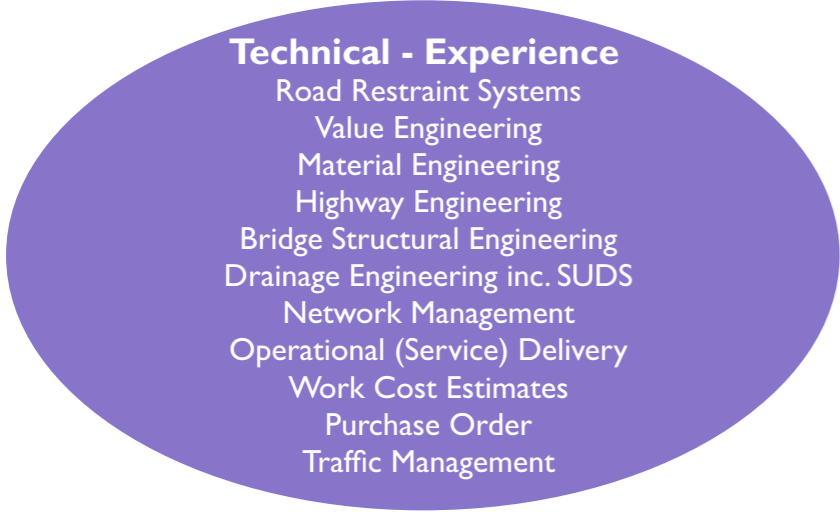 Technical - Experience
Road Restraint Systems
Value Engineering
Material Engineering
Highway Engineering
Bridge Structural Engineering
Drainage Engineering inc. SUDS
Network Management
Operational (Service) Delivery
Work Cost Estimates
Purchase Order
Traffic Management